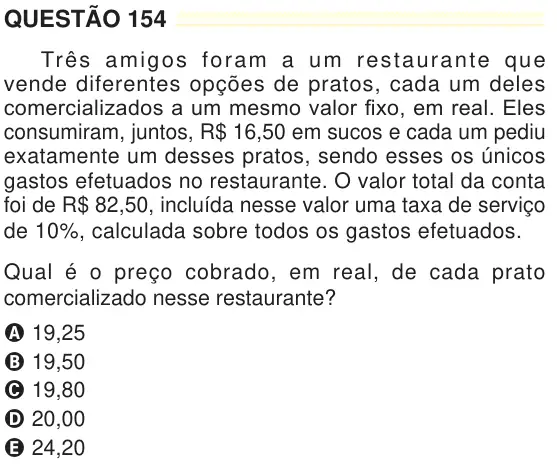 QUESTÃO 154
Três amigos foram a um restaurante que
vende diferentes opções de pratos, cada um deles
comercializados a um mesmo valor fixo, em real. Eles
consumiram, juntos, R$ 16,50 em sucos e cada um pediu
exatamente um desses pratos, sendo esses os únicos
gastos efetuados no restaurante. O valor total da conta
foi de R$ 82,50, incluída nesse valor uma taxa de serviço
de 10%, calculada sobre todos os gastos efetuados.
Qual é o preço cobrado, em real, de cada prato
comercializado nesse restaurante?
A 19,25
B 19,50
C 19,80
D 20,00
E 24,20